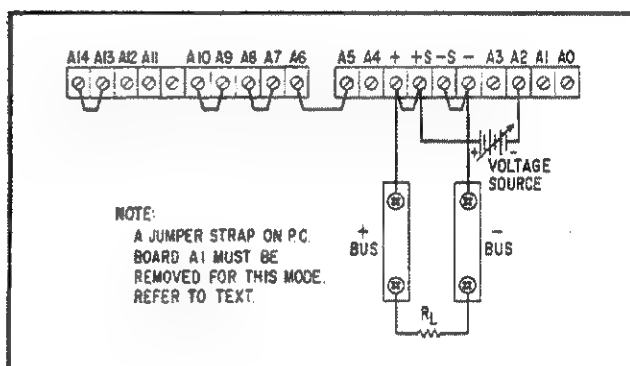 A14 A13 A12 A11 A10 A9 A8 A7 A6 A5 A4 + +S -S - A3 A2 A1 A0
+ -
VOLTAGE
SOURCE
NOTE:
A JUMPER STRAP ON P.C.
BOARD A1 MUST BE
REMOVED FOR THIS MODE.
REFER TO TEXT.
+
BUS
-
BUS
RL